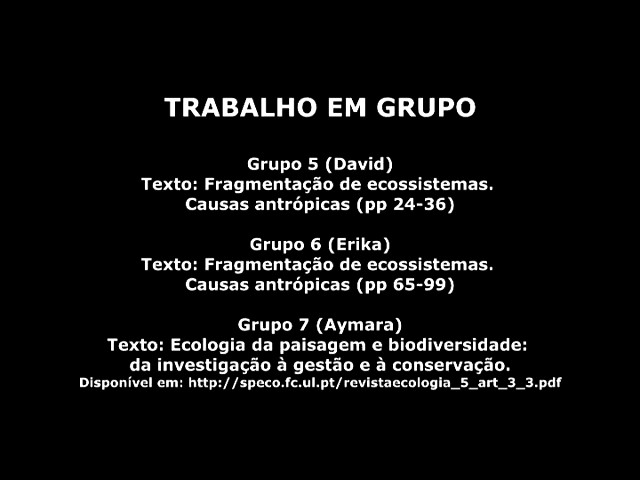 TRABALHO EM GRUPO
Grupo 5 (David)
Texto: Fragmentação de ecossistemas.
Causas antrópicas (pp 24-36)
Grupo 6 (Erika)
Texto: Fragmentação de ecossistemas.
Causas antrópicas (pp 65-99)
Grupo 7 (Aymara)
Texto: Ecologia da paisagem e biodiversidade:
da investigação à gestão e à conservação.
Disponível em: http://speco.fc.ul.pt/revistaecologia_5_art_3_3.pdf